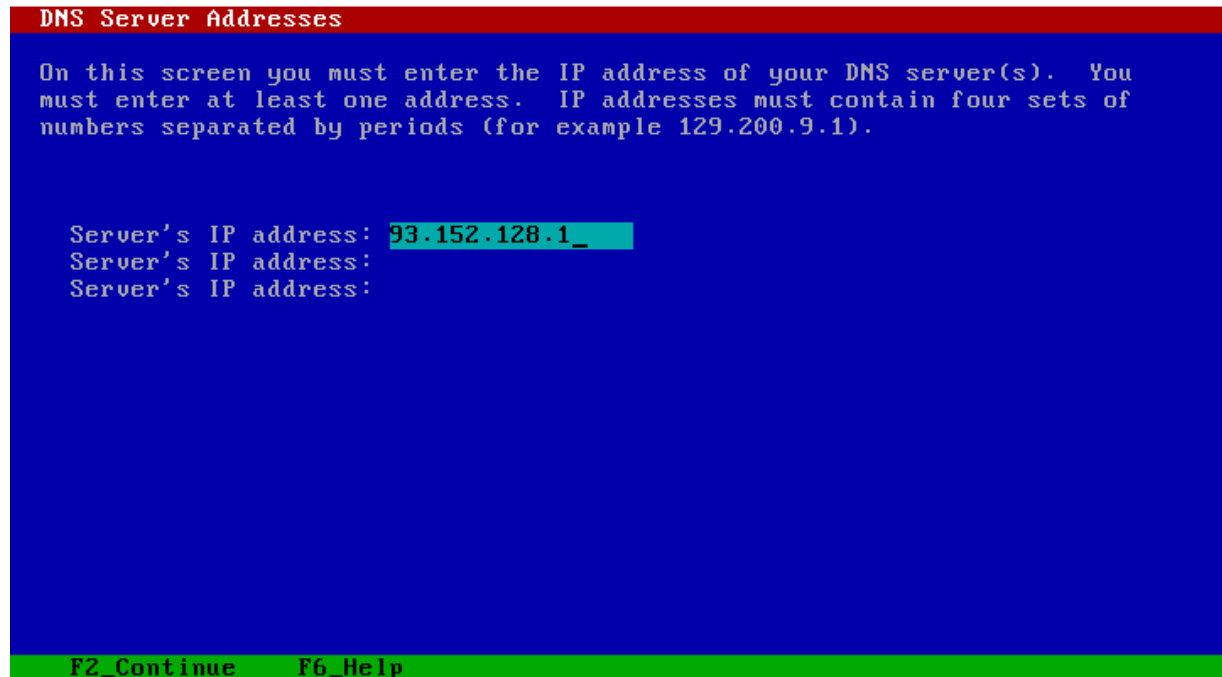 DNS Server Addresses
On this screen you must enter the IP address of your DNS server(s).  You
must enter at least one address.  IP addresses must contain four sets of
numbers separated by periods (for example 129.200.9.1).
Server's IP address: 93.152.128.1_
Server's IP address:
Server's IP address:
F2_Continue    F6_Help